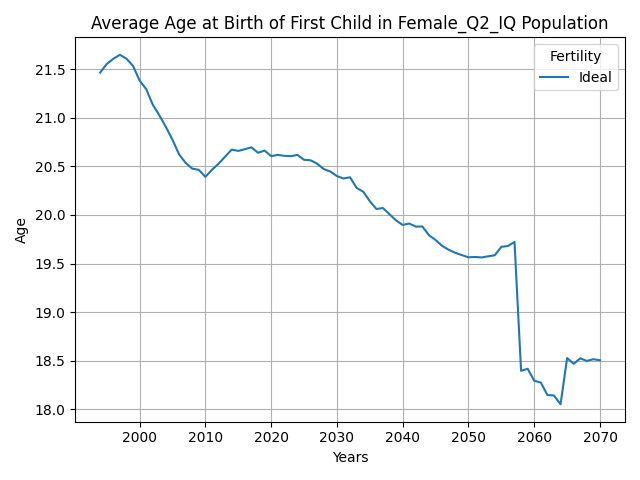 Average Age at Birth of First Child in Female_Q2_IQ Population
Fertility
Ideal
21.5
21.0
20.5
20.0
19.5
19.0
18.5
18.0
Age
2000 2010 2020 2030 2040 2050 2060 2070
Years